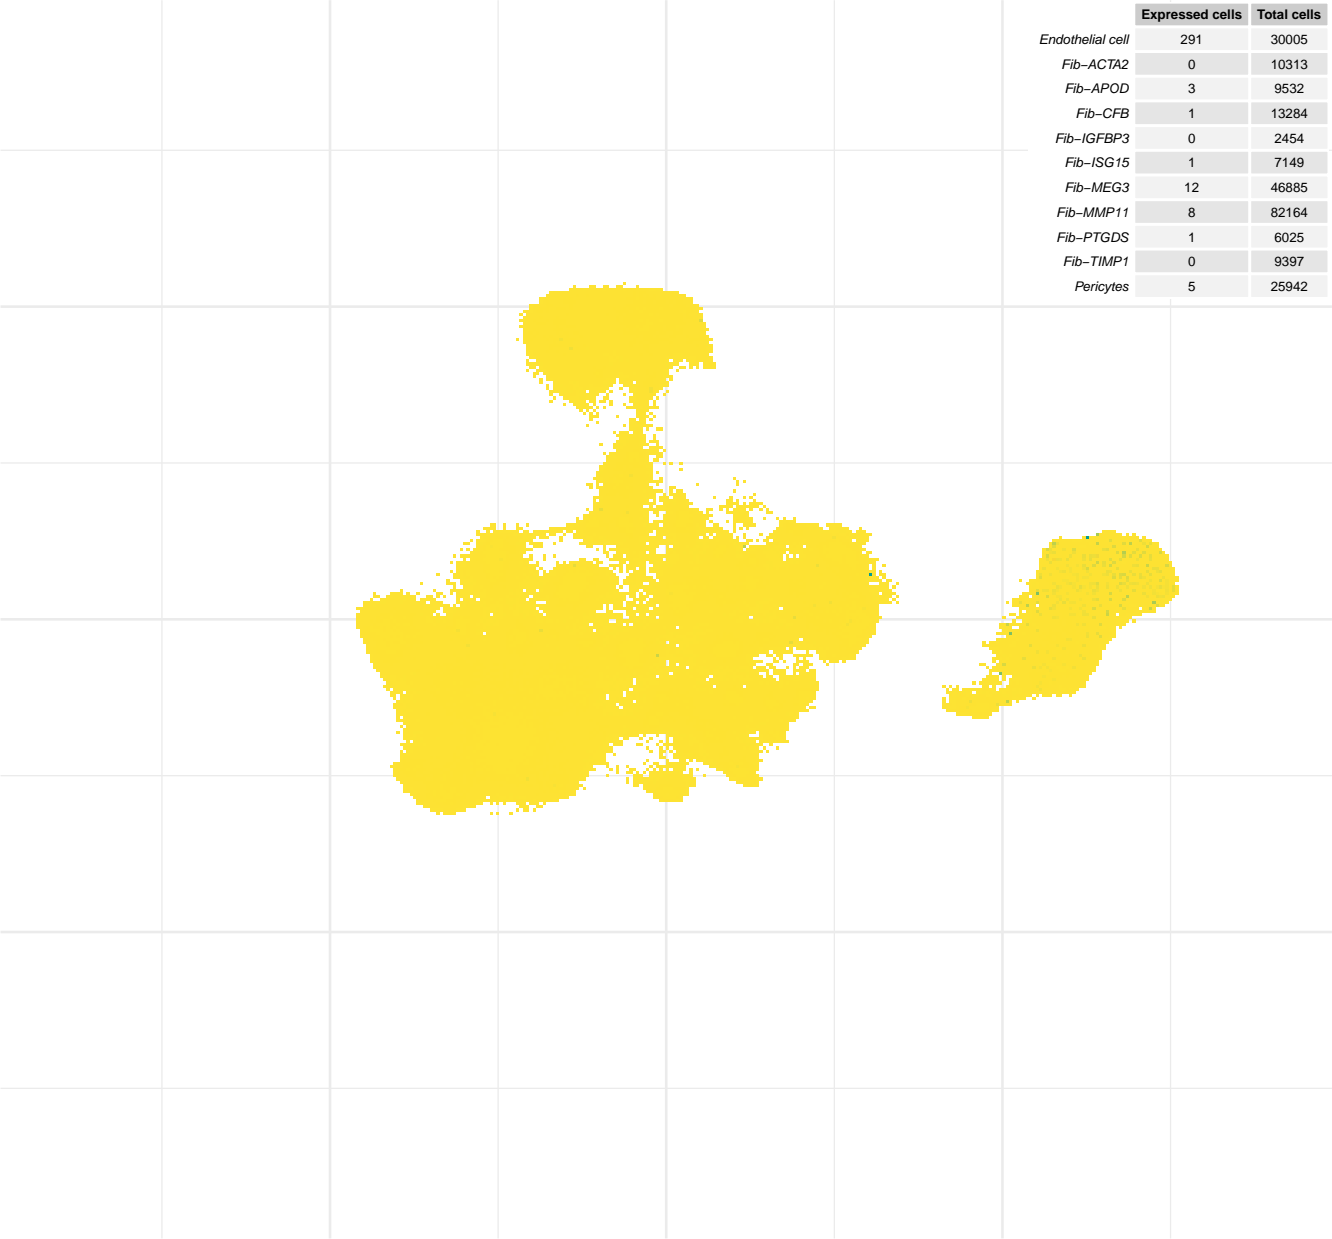 Expressed cells Total cells
Endothelial cell 291 30005
Fib−ACTA2 0 10313
Fib−APOD 3 9532
Fib−CFB 1 13284
Fib−IGFBP3 0 2454
Fib−ISG15 1 7149
Fib−MEG3 12 46885
Fib−MMP11 8 82164
Fib−PTGDS 1 6025
Fib−TIMP1 0 9397
Pericytes 5 25942